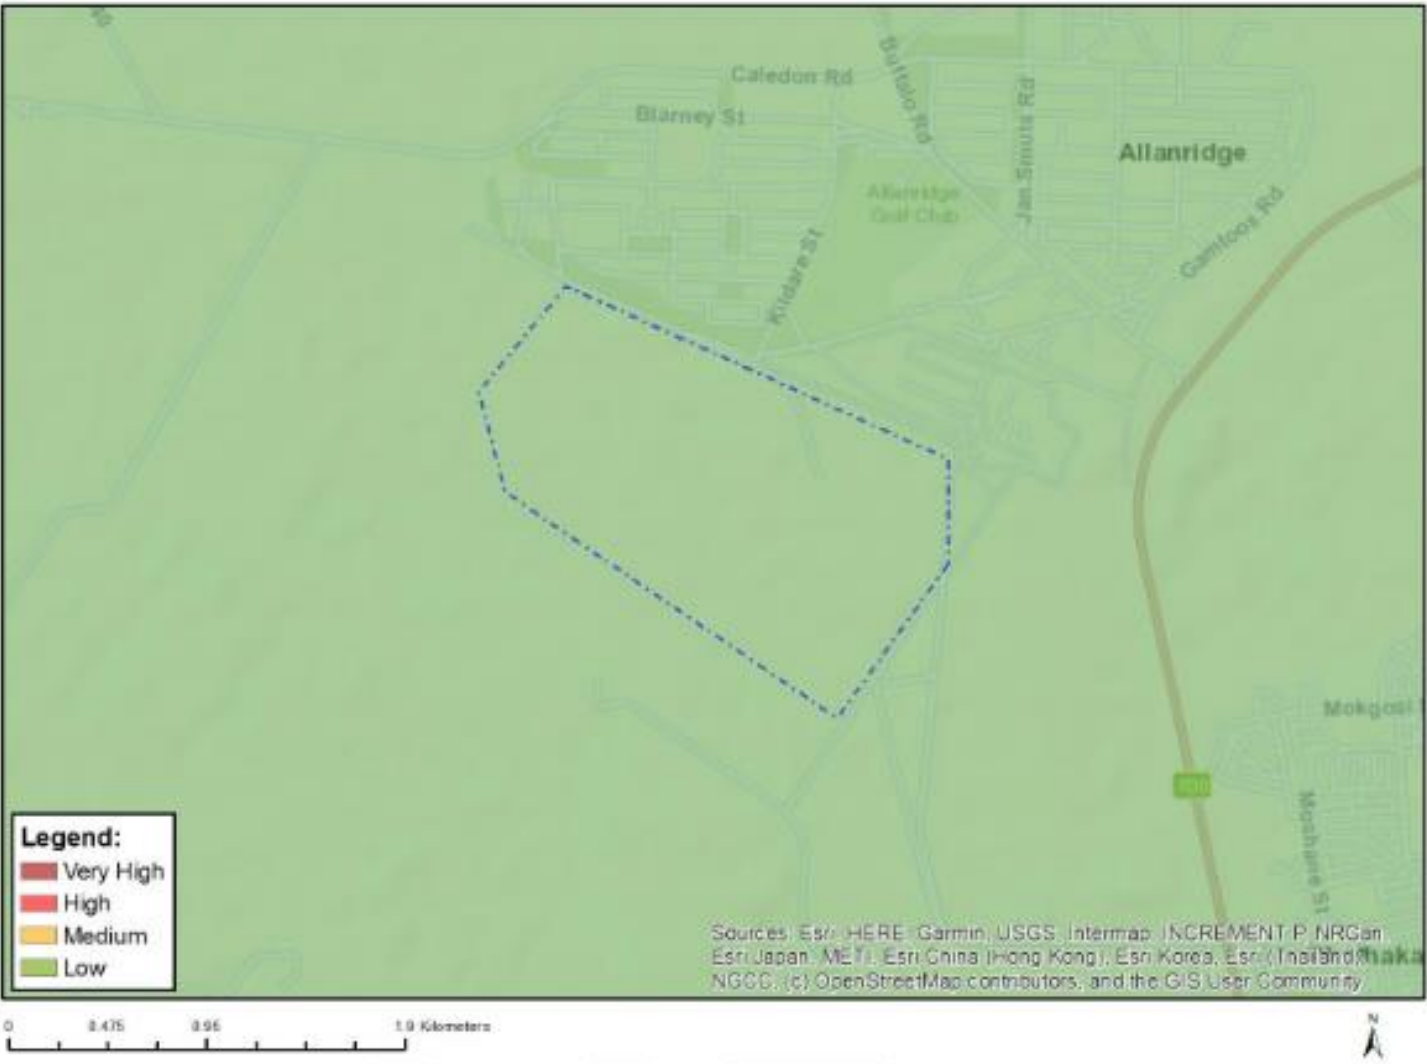 Caledon Rd
Blarney St
Buffalo Rd
Jan Smuts Rd
Allanridge
Allanridge
Golf Club
Kildare St
Gamtoos Rd
Mokgosi
Moshane St
Legend:
Very High
High
Medium
Low
Sources: Esri, HERE, Garmin, USGS, Intermap, INCREMENT P, NRCan,
Esri Japan, METI, Esri China (Hong Kong), Esri Korea, Esri (Thailand),
NGCC, (c) OpenStreetMap contributors, and the GIS User Community
0 0.475 0.95 1.9 Kilometers
N